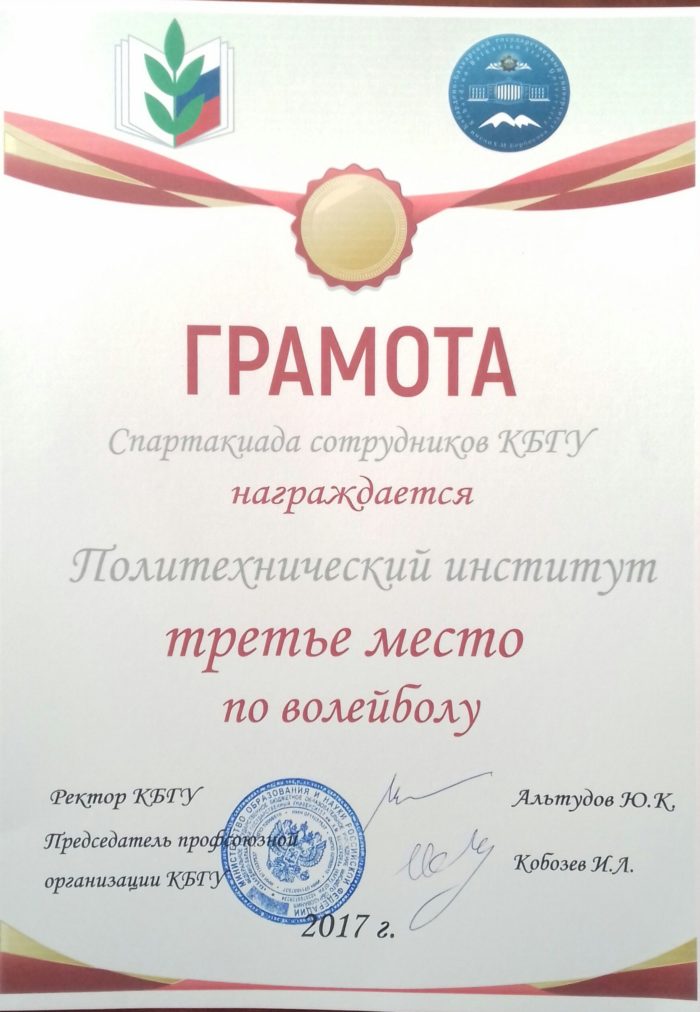 ГРАМОТА
Спартакиада сотрудников КБГУ
награждается
Политехнический институт
третье место
по волейболу
Ректор КБГУ
Альтудов Ю.К,
Председатель профсоюзной
организации КБГУ
Кобозев И.Л.
2017 г.